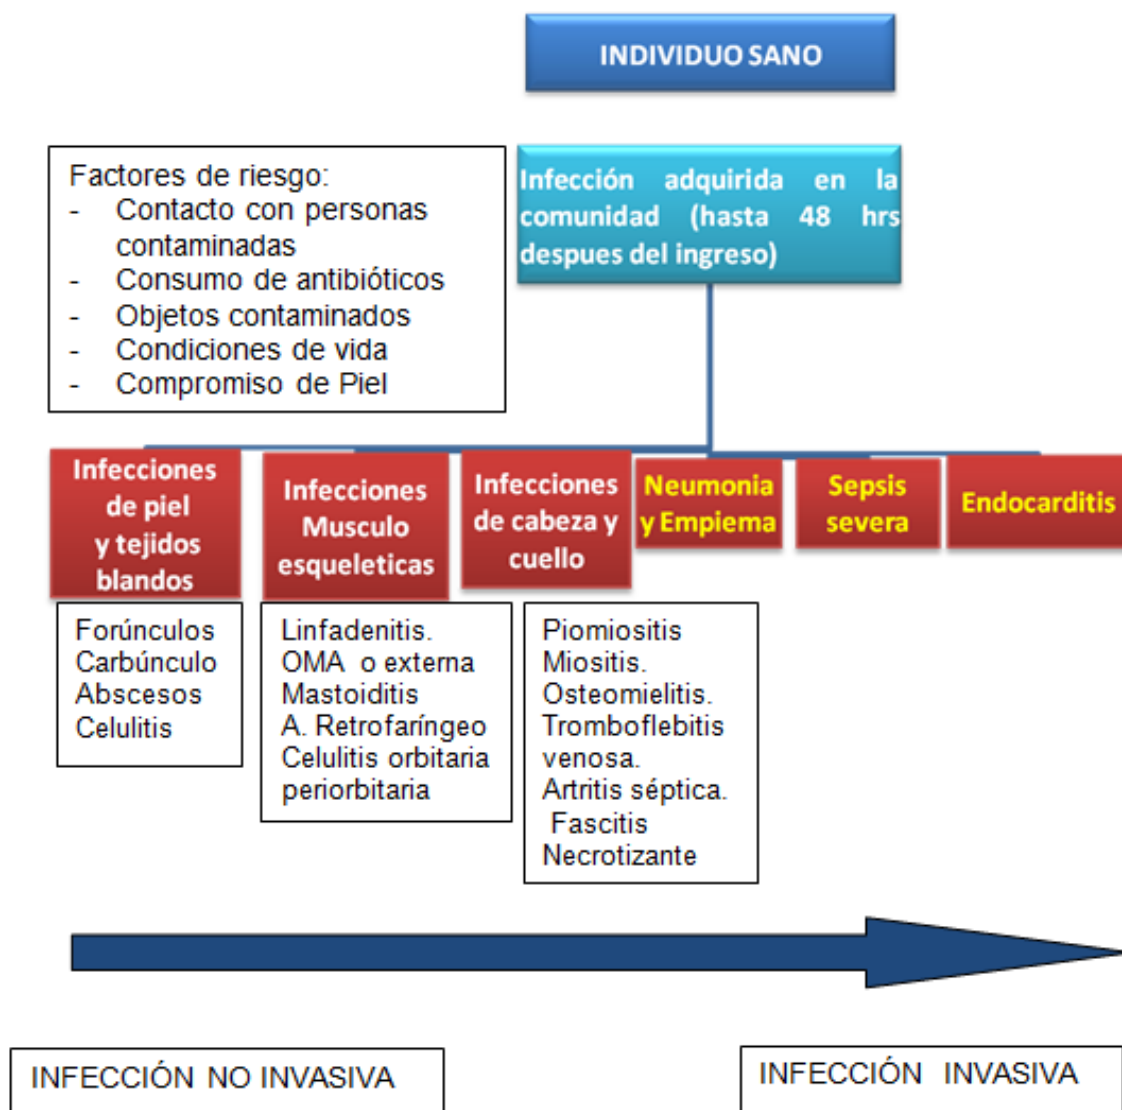 INDIVIDUO SANO
Factores de riesgo:
- Contacto con personas
contaminadas
- Consumo de antibióticos
- Objetos contaminados
- Condiciones de vida
- Compromiso de Piel
Infección adquirida en la
comunidad (hasta 48 hrs
despues del ingreso)
Infecciones
de piel
y tejidos
blandos
Infecciones
Musculo
esqueleticas
Infecciones
de cabeza y
cuello
Neumonia
y Empiema
Sepsis
severa
Endocarditis
Forúnculos
Carbúnculo
Abscesos
Celulitis
Linfadenitis.
OMA o externa
Mastoiditis
A. Retrofaríngeo
Celulitis orbitaria
periorbitaria
Piomiositis
Miositis.
Osteomielitis.
Tromboflebitis
venosa.
Artritis séptica.
Fascitis
Necrotizante
INFECCIÓN NO INVASIVA
INFECCIÓN INVASIVA